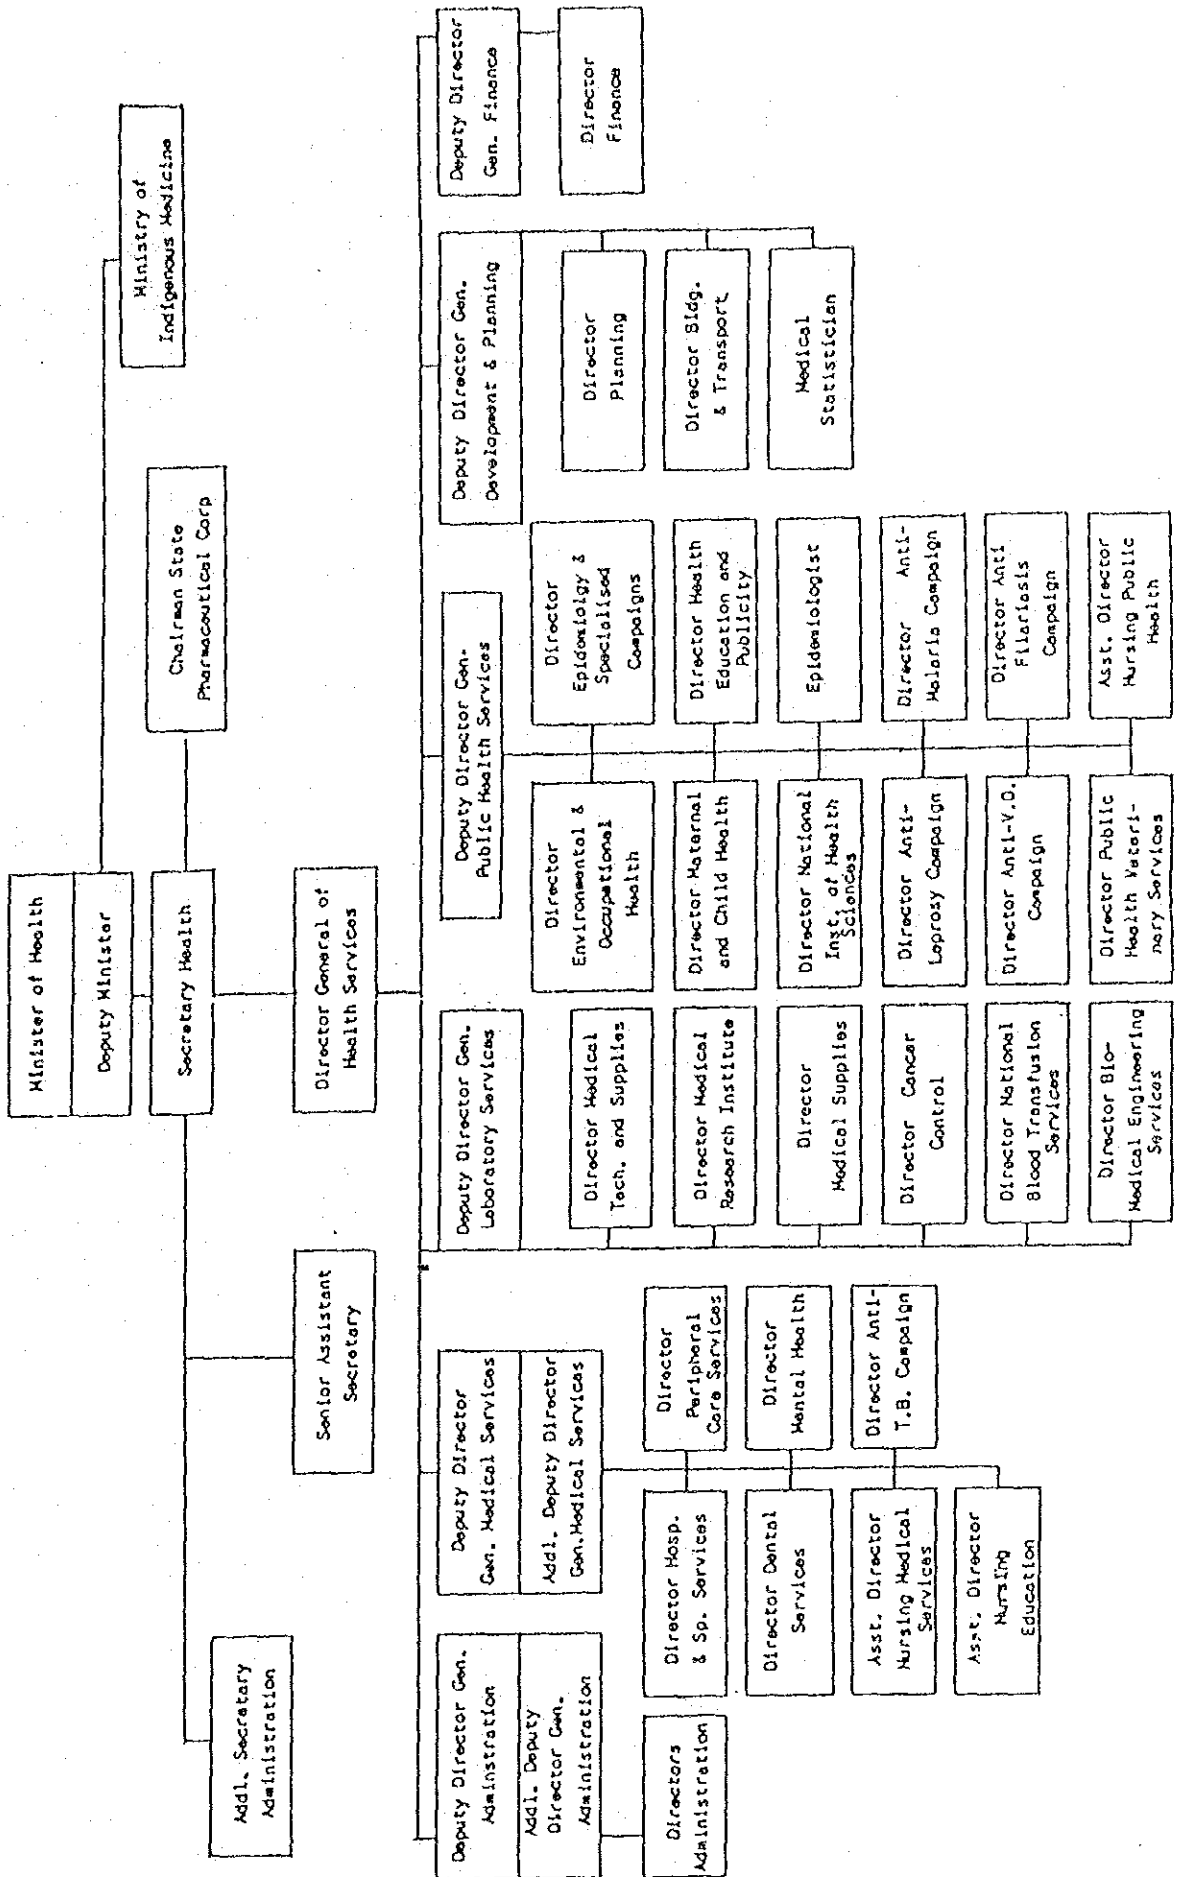 Minister of Health
Deputy Minister
Ministry of
Indigenous Medicine
Secretary Health
Chairman State
Pharmaceutical Corp
Addl. Secretary
Administration
Senior Assistant
Secretary
Director General of
Health Services
Deputy Director Gen.
Adminstration
Addl. Deputy
Director Gen.
Administration
Directors
Administration
Deputy Director
Gen. Medical Services
Addl. Deputy Director
Gen.Medical Services
Director Hosp.
& Sp. Services
Director
Peripheral
Care Services
Director Dental
Services
Director
Mental Health
Asst. Director
Nursing Medical
Services
Director Anti-
T.B. Campaign
Asst. Director
Nursing
Education
Deputy Director Gen.
Laboratory Services
Director Medical
Tech. and Supplies
Director Medical
Research Institute
Director
Medical Supplies
Director Cancer
Control
Director National
Blood Transfusion
Services
Director Bio-
Medical Engineering
Services
Deputy Director Gen.
Public Health Services
Director
Environmental &
Occupational
Health
Director
Epidemiolgy &
Specialised
Campaigns
Director Maternal
and Child Health
Director Health
Education and
Publicity
Director National
Inst. of Health
Sciences
Epidemiologist
Director Anti-
Leprosy Campaign
Director Anti-
Malaria Campaign
Director Anti-V.D.
Campaign
Director Anti
Filariasis
Campaign
Director Public
Health Veteri-
nary Services
Asst. Director
Nursing Public
Health
Deputy Director Gen.
Development & Planning
Director
Planning
Director Bldg.
& Transport
Medical
Statistician
Deputy Director
Gen. Finance
Director
Finance